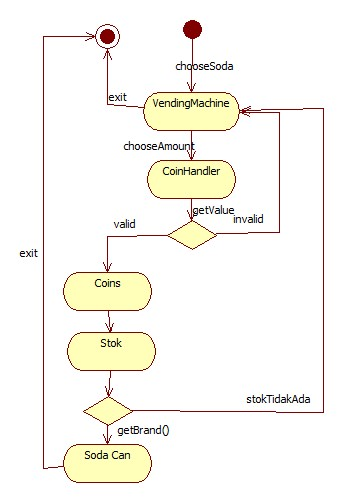 chooseSoda
exit
VendingMachine
chooseAmount
CoinHandler
getValue
invalid
valid
exit
Coins
Stok
stokTidakAda
getBrand()
Soda Can